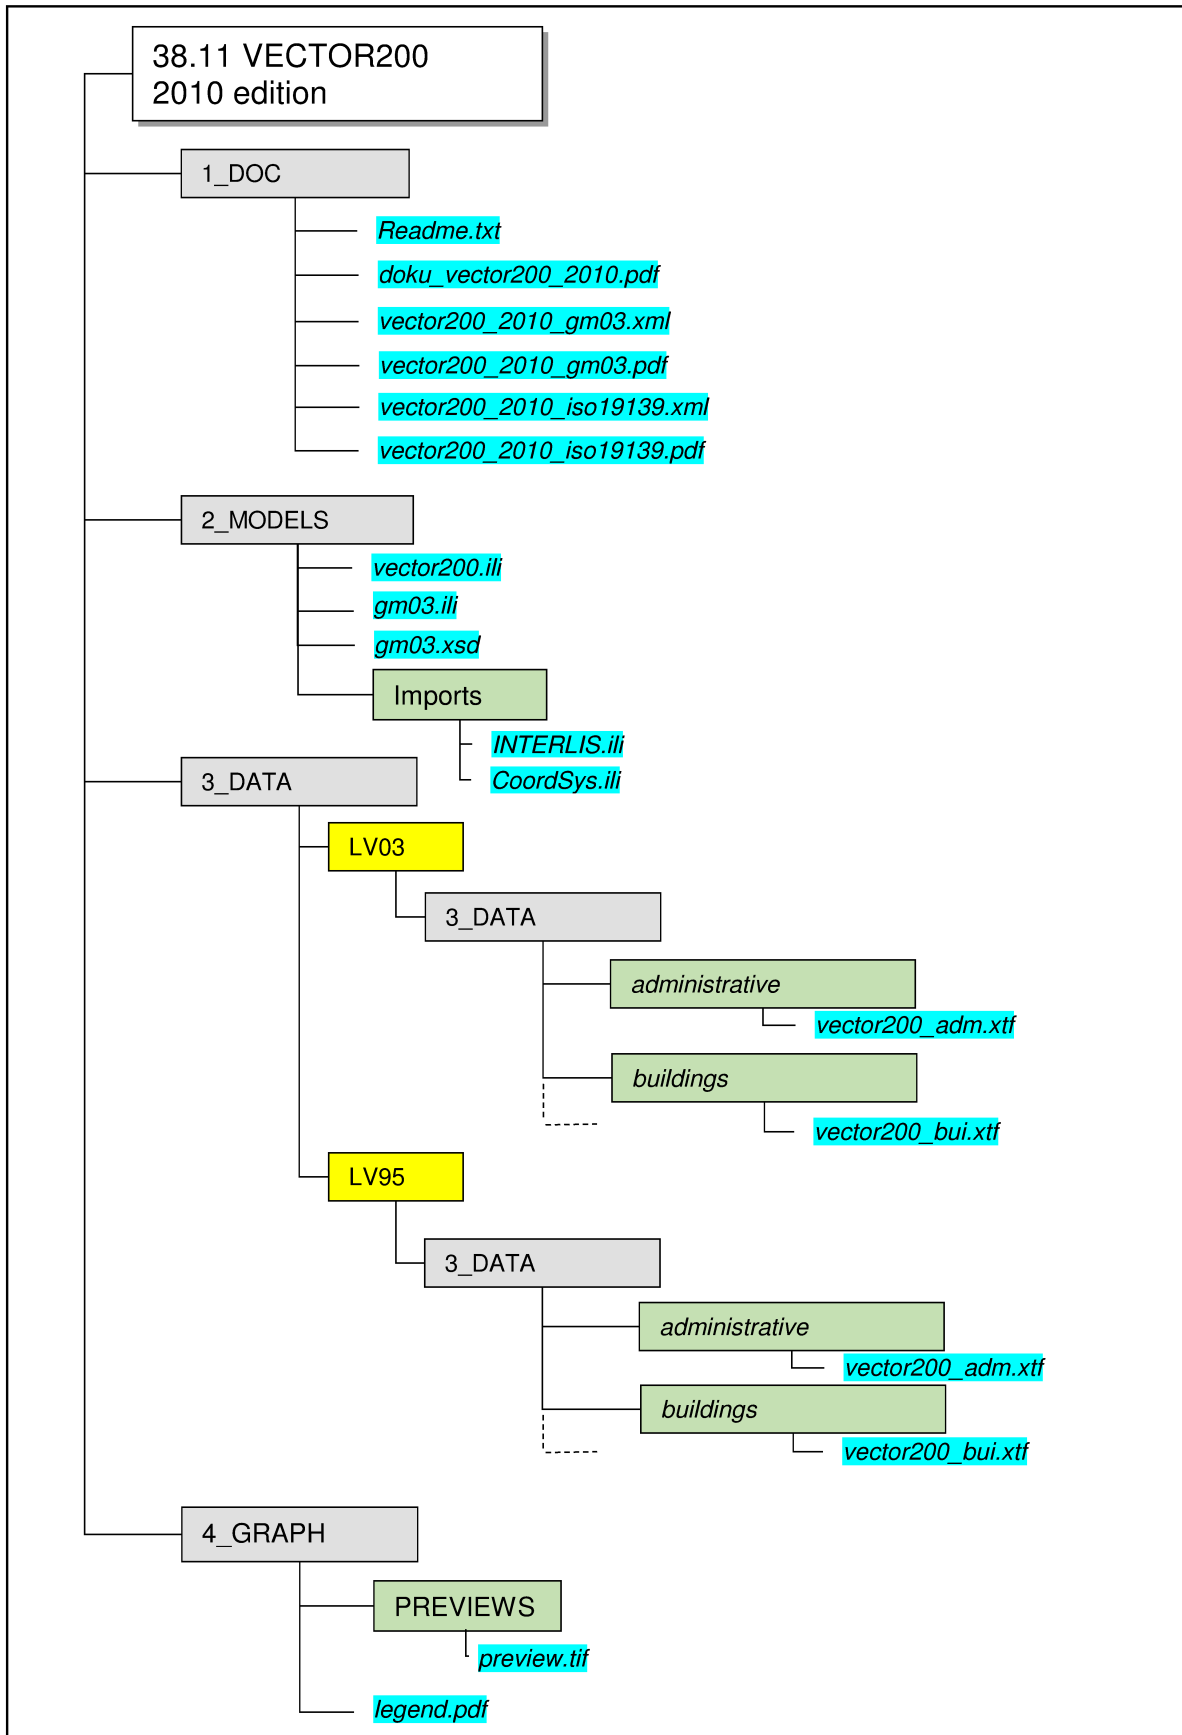 38.11 VECTOR200
2010 edition
1_DOC
Readme.txt
doku_vector200_2010.pdf
vector200_2010_gm03.xml
vector200_2010_gm03.pdf
vector200_2010_iso19139.xml
vector200_2010_iso19139.pdf
2_MODELS
vector200.ili
gm03.ili
gm03.xsd
Imports
INTERLIS.ili
CoordSys.ili
3_DATA
LV03
3_DATA
administrative
vector200_adm.xtf
buildings
vector200_bui.xtf
LV95
3_DATA
administrative
vector200_adm.xtf
buildings
vector200_bui.xtf
4_GRAPH
PREVIEWS
preview.tif
legend.pdf